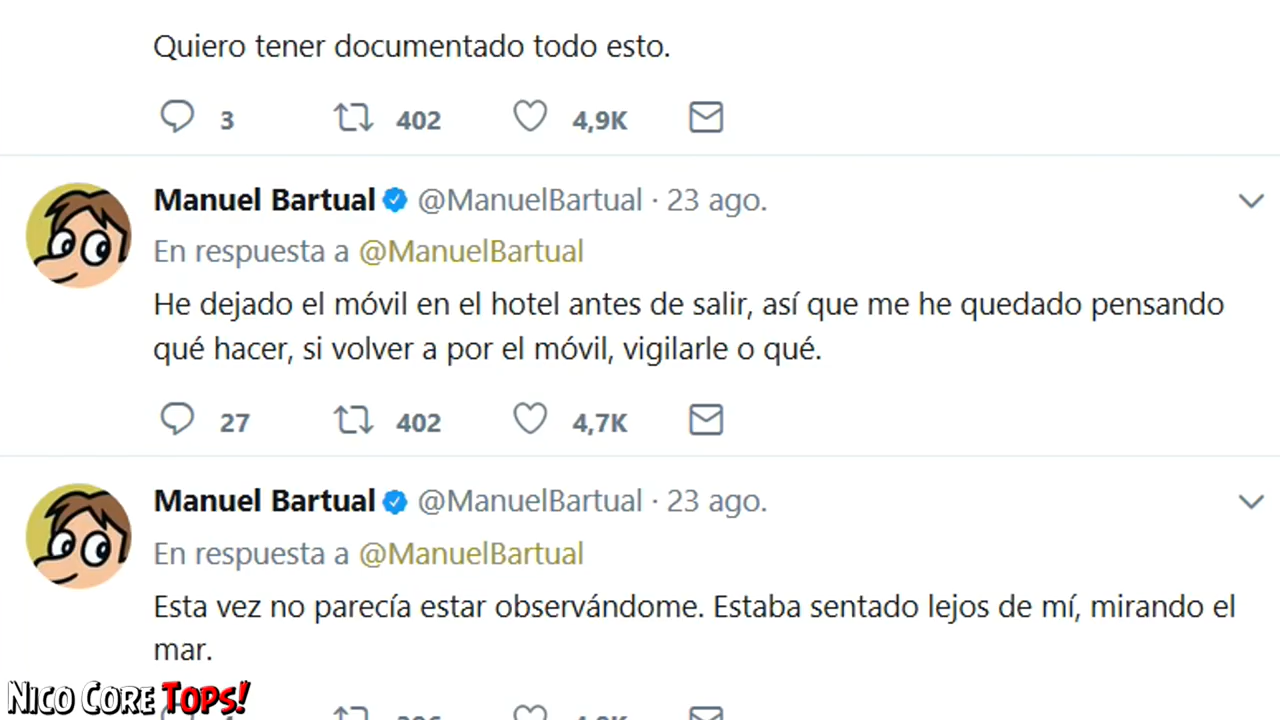 Quiero tener documentado todo esto.
3 402 4,9K
Manuel Bartual @ManuelBartual · 23 ago.
En respuesta a @ManuelBartual
He dejado el móvil en el hotel antes de salir, así que me he quedado pensando
qué hacer, si volver a por el móvil, vigilarle o qué.
27 402 4,7K
Manuel Bartual @ManuelBartual · 23 ago.
En respuesta a @ManuelBartual
Esta vez no parecía estar observándome. Estaba sentado lejos de mí, mirando el
mar.
NICO CORE TOPS!